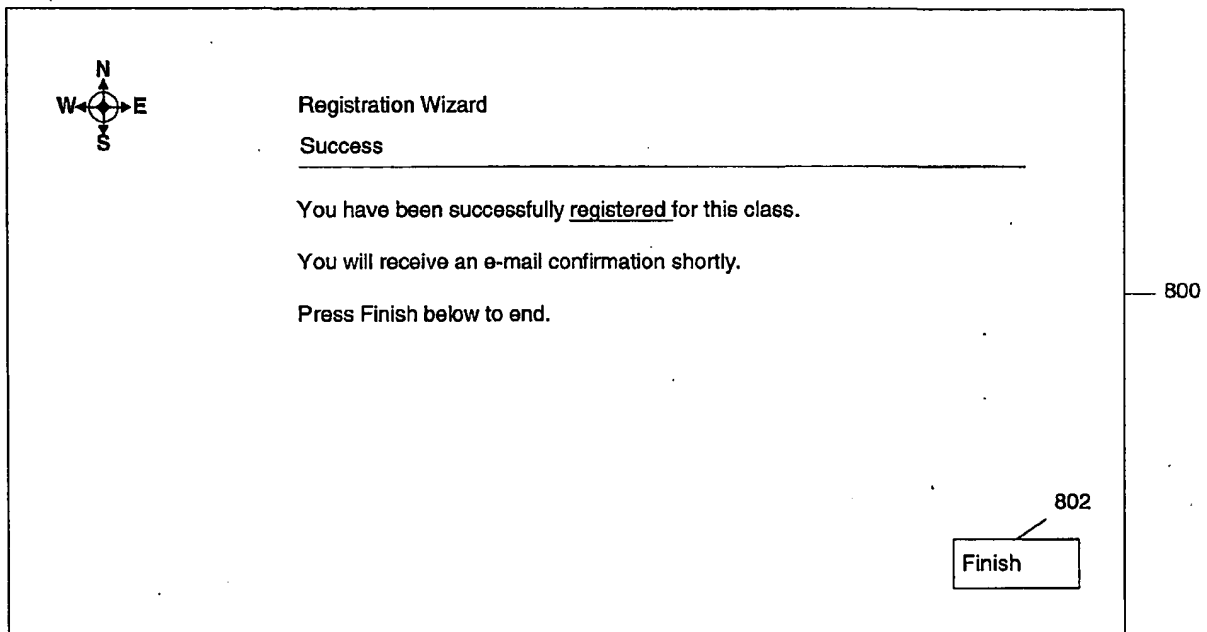 N
W E
S
Registration Wizard
Success
You have been successfully registered for this class.
You will receive an e-mail confirmation shortly.
Press Finish below to end.
800
802
Finish